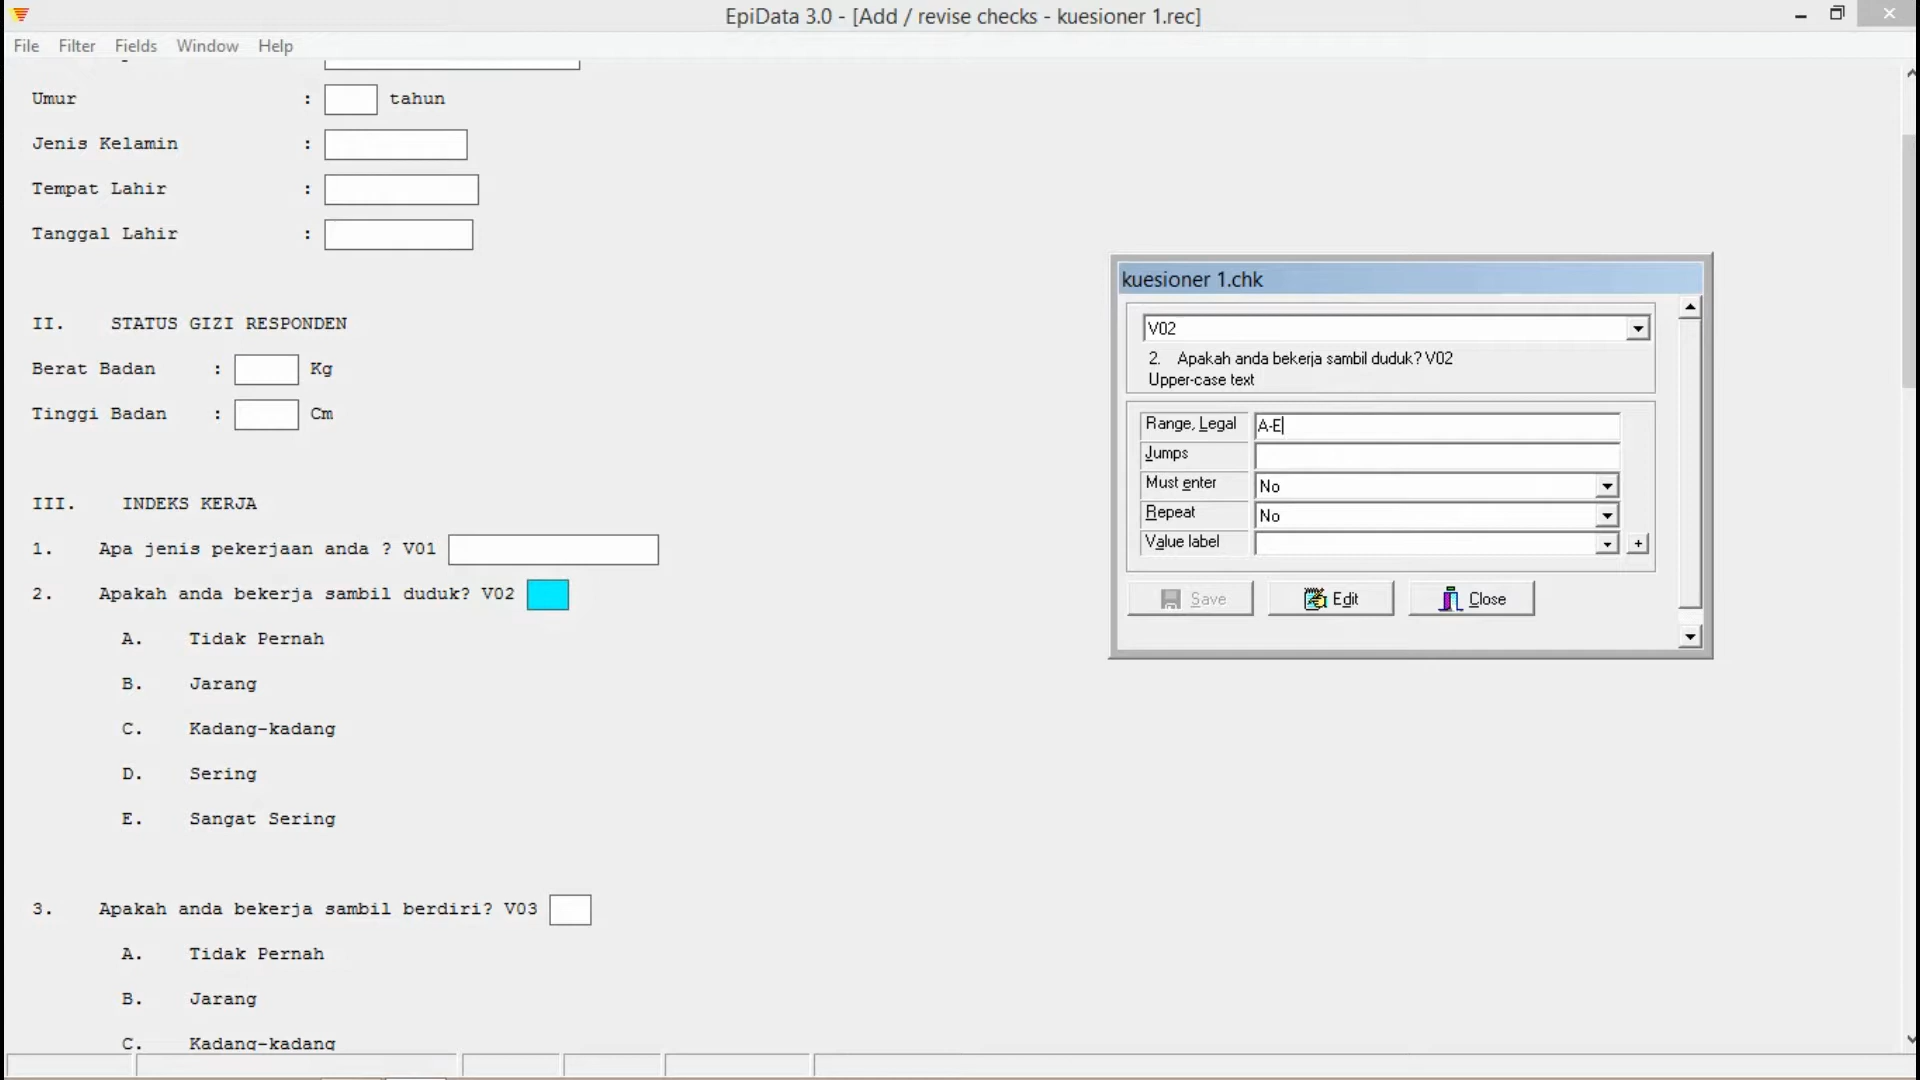 EpiData 3.0 - [Add / revise checks - kuesioner 1.rec]
File Filter Fields Window Help
Umur : tahun
Jenis Kelamin :
Tempat Lahir :
Tanggal Lahir :
II. STATUS GIZI RESPONDEN
Berat Badan : Kg
Tinggi Badan : Cm
III. INDEKS KERJA
1. Apa jenis pekerjaan anda ? V01
2. Apakah anda bekerja sambil duduk? V02
A. Tidak Pernah
B. Jarang
C. Kadang-kadang
D. Sering
E. Sangat Sering
3. Apakah anda bekerja sambil berdiri? V03
A. Tidak Pernah
B. Jarang
C. Kadang-kadang
kuesioner 1.chk
V02
2. Apakah anda bekerja sambil duduk? V02
Upper-case text
Range, Legal A-E
Jumps
Must enter No
Repeat No
Value label +
Save Edit Close